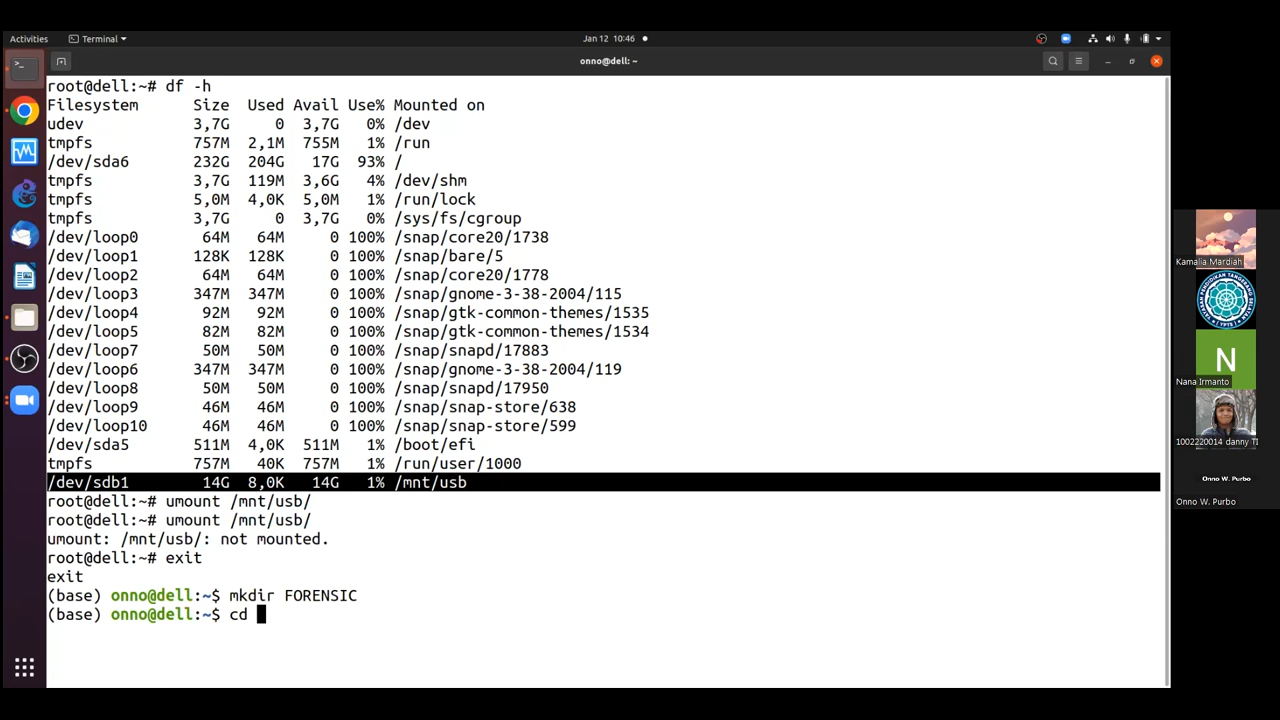 Activities
Terminal
Jan 12 10:46
onno@dell: ~
root@dell:~# df -h
Filesystem Size Used Avail Use% Mounted on
udev 3,7G 0 3,7G 0% /dev
tmpfs 757M 2,1M 755M 1% /run
/dev/sda6 232G 204G 17G 93% /
tmpfs 3,7G 119M 3,6G 4% /dev/shm
tmpfs 5,0M 4,0K 5,0M 1% /run/lock
tmpfs 3,7G 0 3,7G 0% /sys/fs/cgroup
/dev/loop0 64M 64M 0 100% /snap/core20/1738
/dev/loop1 128K 128K 0 100% /snap/bare/5
/dev/loop2 64M 64M 0 100% /snap/core20/1778
/dev/loop3 347M 347M 0 100% /snap/gnome-3-38-2004/115
/dev/loop4 92M 92M 0 100% /snap/gtk-common-themes/1535
/dev/loop5 82M 82M 0 100% /snap/gtk-common-themes/1534
/dev/loop7 50M 50M 0 100% /snap/snapd/17883
/dev/loop6 347M 347M 0 100% /snap/gnome-3-38-2004/119
/dev/loop8 50M 50M 0 100% /snap/snapd/17950
/dev/loop9 46M 46M 0 100% /snap/snap-store/638
/dev/loop10 46M 46M 0 100% /snap/snap-store/599
/dev/sda5 511M 4,0K 511M 1% /boot/efi
tmpfs 757M 40K 757M 1% /run/user/1000
/dev/sdb1 14G 8,0K 14G 1% /mnt/usb
root@dell:~# umount /mnt/usb/
root@dell:~# umount /mnt/usb/
umount: /mnt/usb/: not mounted.
root@dell:~# exit
exit
(base) onno@dell:~$ mkdir FORENSIC
(base) onno@dell:~$ cd
Kamalia Mardiah
N
Nana Irmanto
1002220014 danny TI
Onno W. Purbo
Onno W. Purbo